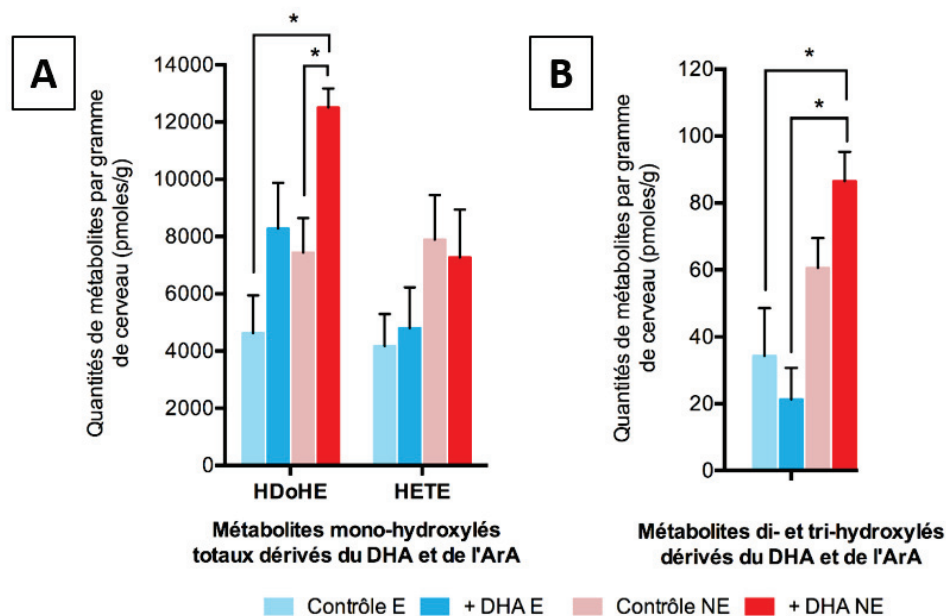 A
Quantités de métabolites par gramme
de cerveau (pmoles/g)
14000
12000
10000
8000
6000
4000
2000
0
*
*
HDoHE HETE
Métabolites mono-hydroxylés
totaux dérivés du DHA et de l'ArA
B
Quantités de métabolites par gramme
de cerveau (pmoles/g)
120
100
80
60
40
20
0
*
*
Métabolites di- et tri-hydroxylés
dérivés du DHA et de l'ArA
Contrôle E + DHA E Contrôle NE + DHA NE